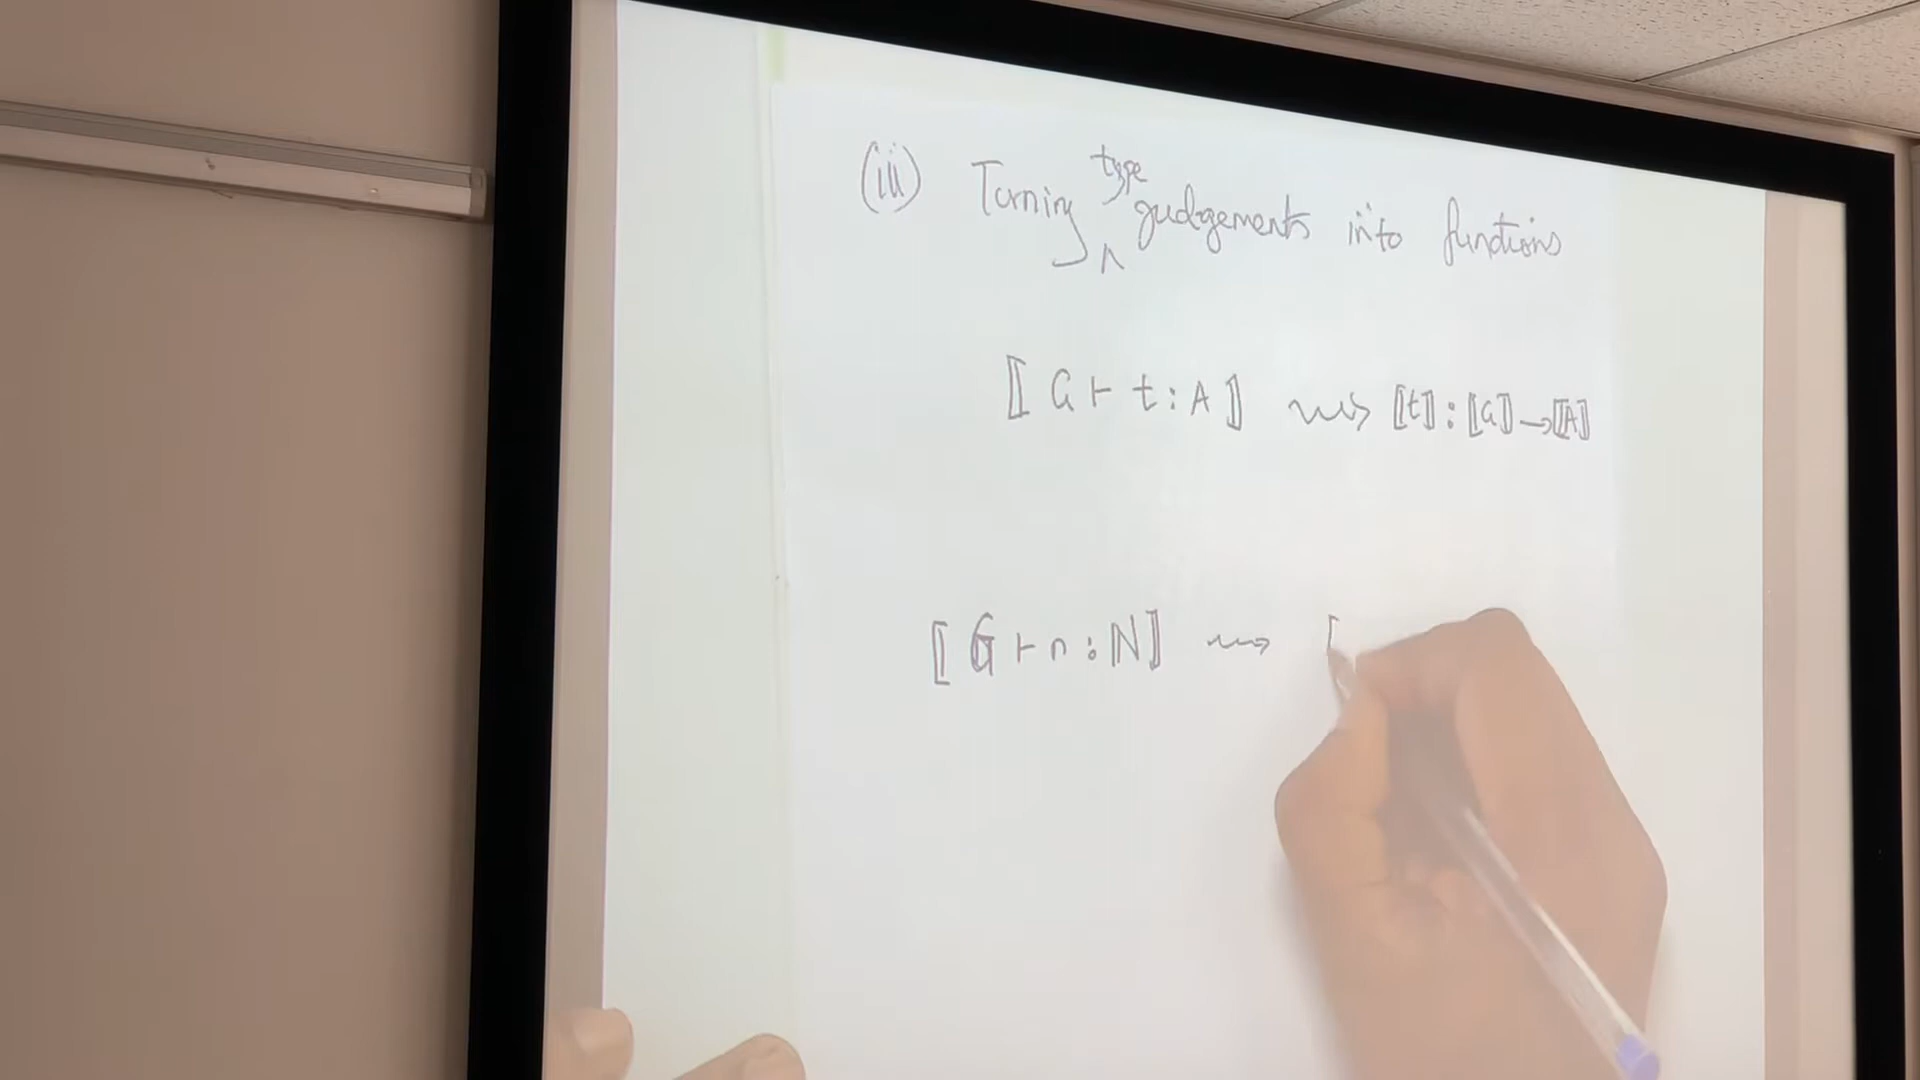 (iii) Turning type judgements into functions
⟦ G ⊢ t : A ⟧ ⇝ ⟦t⟧ : ⟦G⟧ → ⟦A⟧
⟦ G ⊢ n : ℕ ⟧ ⇝ [